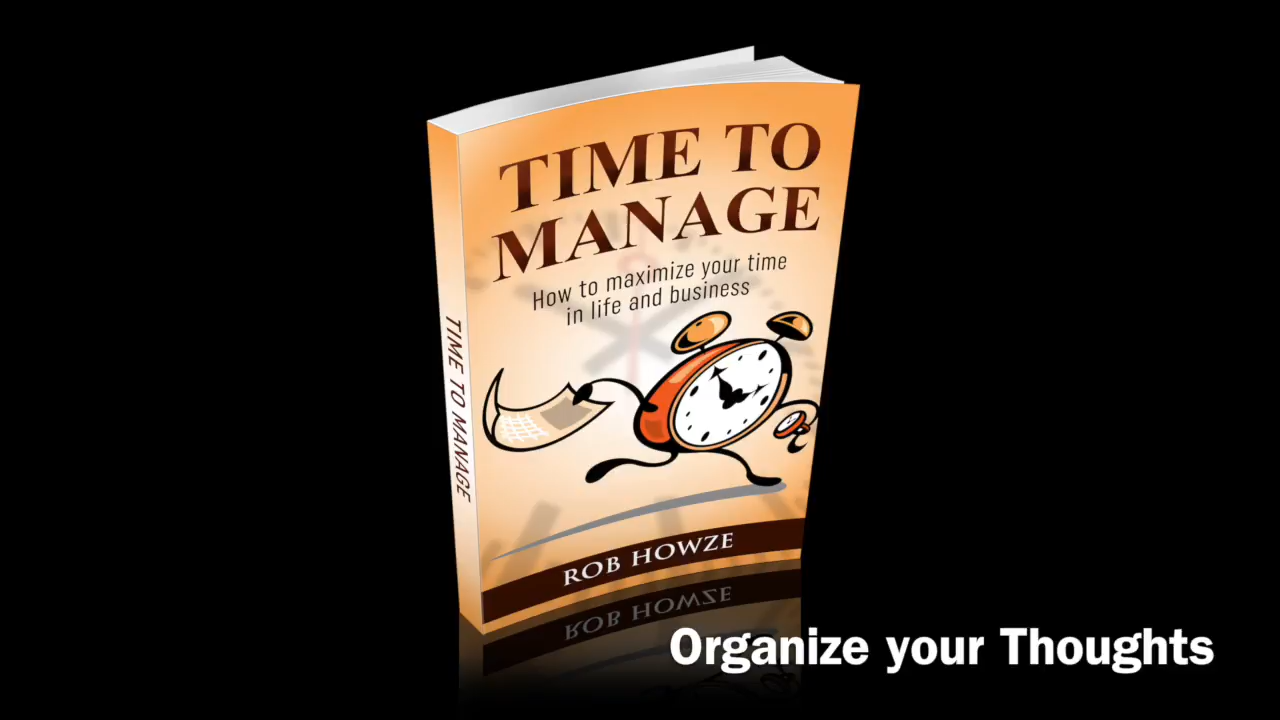 TIME TO
MANAGE
How to maximize your time
in life and business
TIME TO MANAGE
ROB HOWZE
ROB HOWZE
Organize your Thoughts